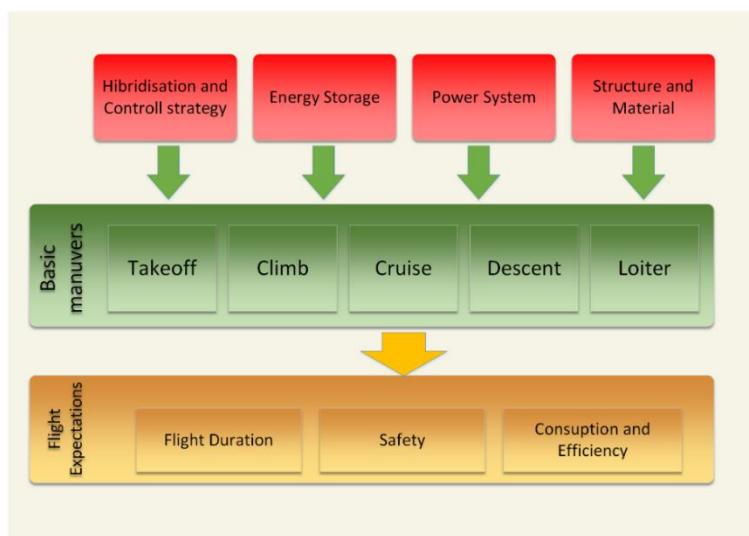 Hibridisation and
Controll strategy
Energy Storage
Power System
Structure and
Material
Basic
manuvers
Takeoff
Climb
Cruise
Descent
Loiter
Flight
Expectations
Flight Duration
Safety
Consuption and
Efficiency